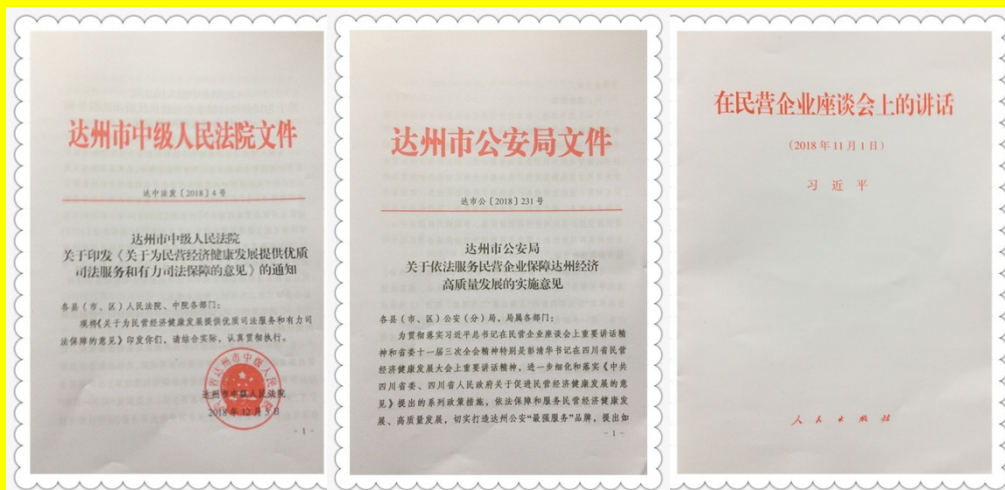 达州市中级人民法院文件
达中法发〔2018〕4号
达州市中级人民法院
关于印发《关于为民营经济健康发展提供优质
司法服务和有力司法保障的意见》的通知
各县（市、区）人民法院、中院各部门：
现将《关于为民营经济健康发展提供优质司法服务和有力司
法保障的意见》印发你们，请结合实际，认真贯彻执行。
达州市中级人民法院
2018年12月5日
- 1 -
达州市公安局文件
达市公〔2018〕231号
达州市公安局
关于依法服务民营企业保障达州经济
高质量发展的实施意见
各县（市、区）公安（分）局，局属各部门：
为贯彻落实习近平总书记在民营企业座谈会上重要讲话精
神和省委十一届三次全会精神特别是彭清华书记在四川省民营
经济健康发展大会上重要讲话精神，进一步细化和落实《中共
四川省委、四川省人民政府关于促进民营经济健康发展的意
见》提出的系列政策措施，依法保障和服务民营经济健康发
展、高质量发展，切实打造达州公安“最强服务”品牌，提出如
- 1 -
在民营企业座谈会上的讲话
（2018年11月1日）
习近平
人民出版社